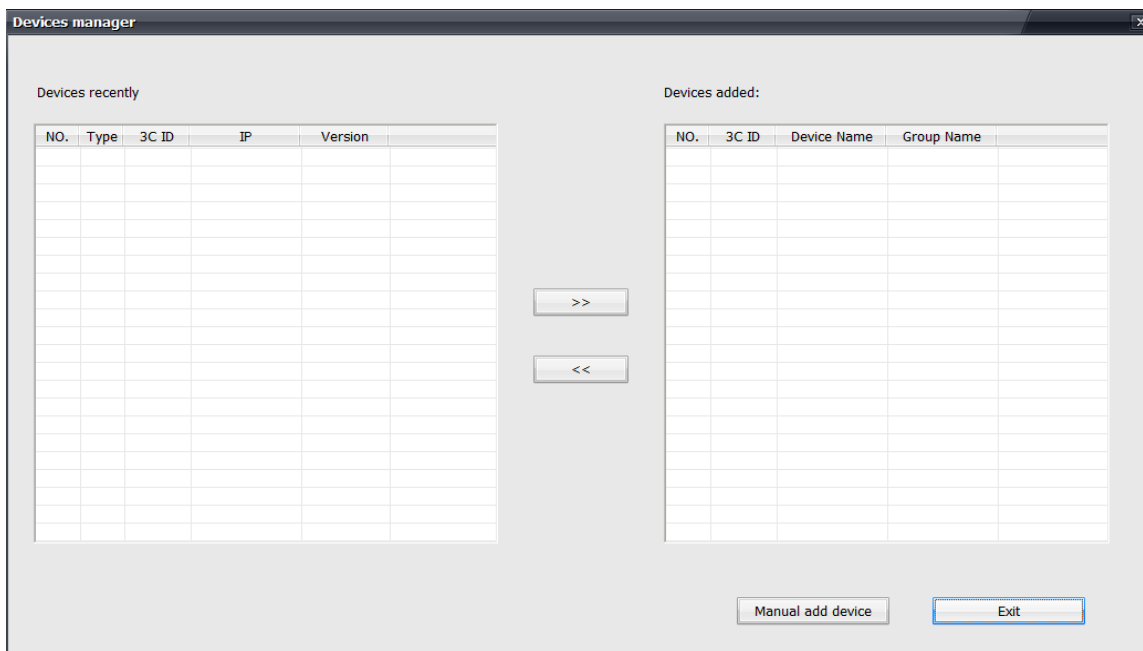 Devices manager
Devices recently
Devices added:
NO. Type 3C ID IP Version
NO. 3C ID Device Name Group Name
>>
<<
Manual add device
Exit